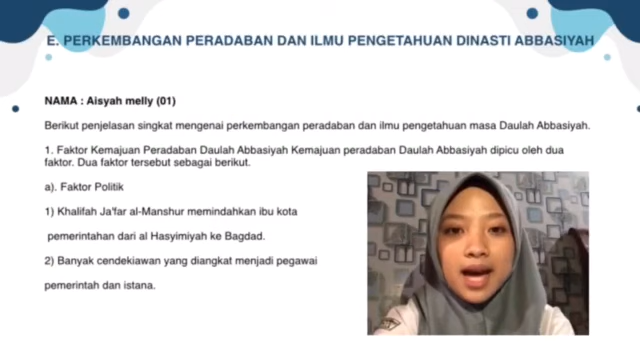 E. PERKEMBANGAN PERADABAN DAN ILMU PENGETAHUAN DINASTI ABBASIYAH
NAMA : Aisyah melly (01)
Berikut penjelasan singkat mengenai perkembangan peradaban dan ilmu pengetahuan masa Daulah Abbasiyah.
1. Faktor Kemajuan Peradaban Daulah Abbasiyah Kemajuan peradaban Daulah Abbasiyah dipicu oleh dua
faktor. Dua faktor tersebut sebagai berikut.
a). Faktor Politik
1) Khalifah Ja'far al-Manshur memindahkan ibu kota
pemerintahan dari al Hasyimiyah ke Bagdad.
2) Banyak cendekiawan yang diangkat menjadi pegawai
pemerintah dan istana.